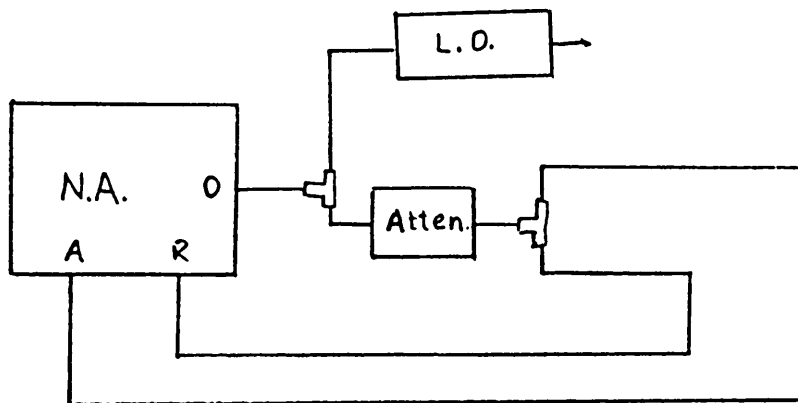 L.O.
N.A.
O
Atten.
A
R